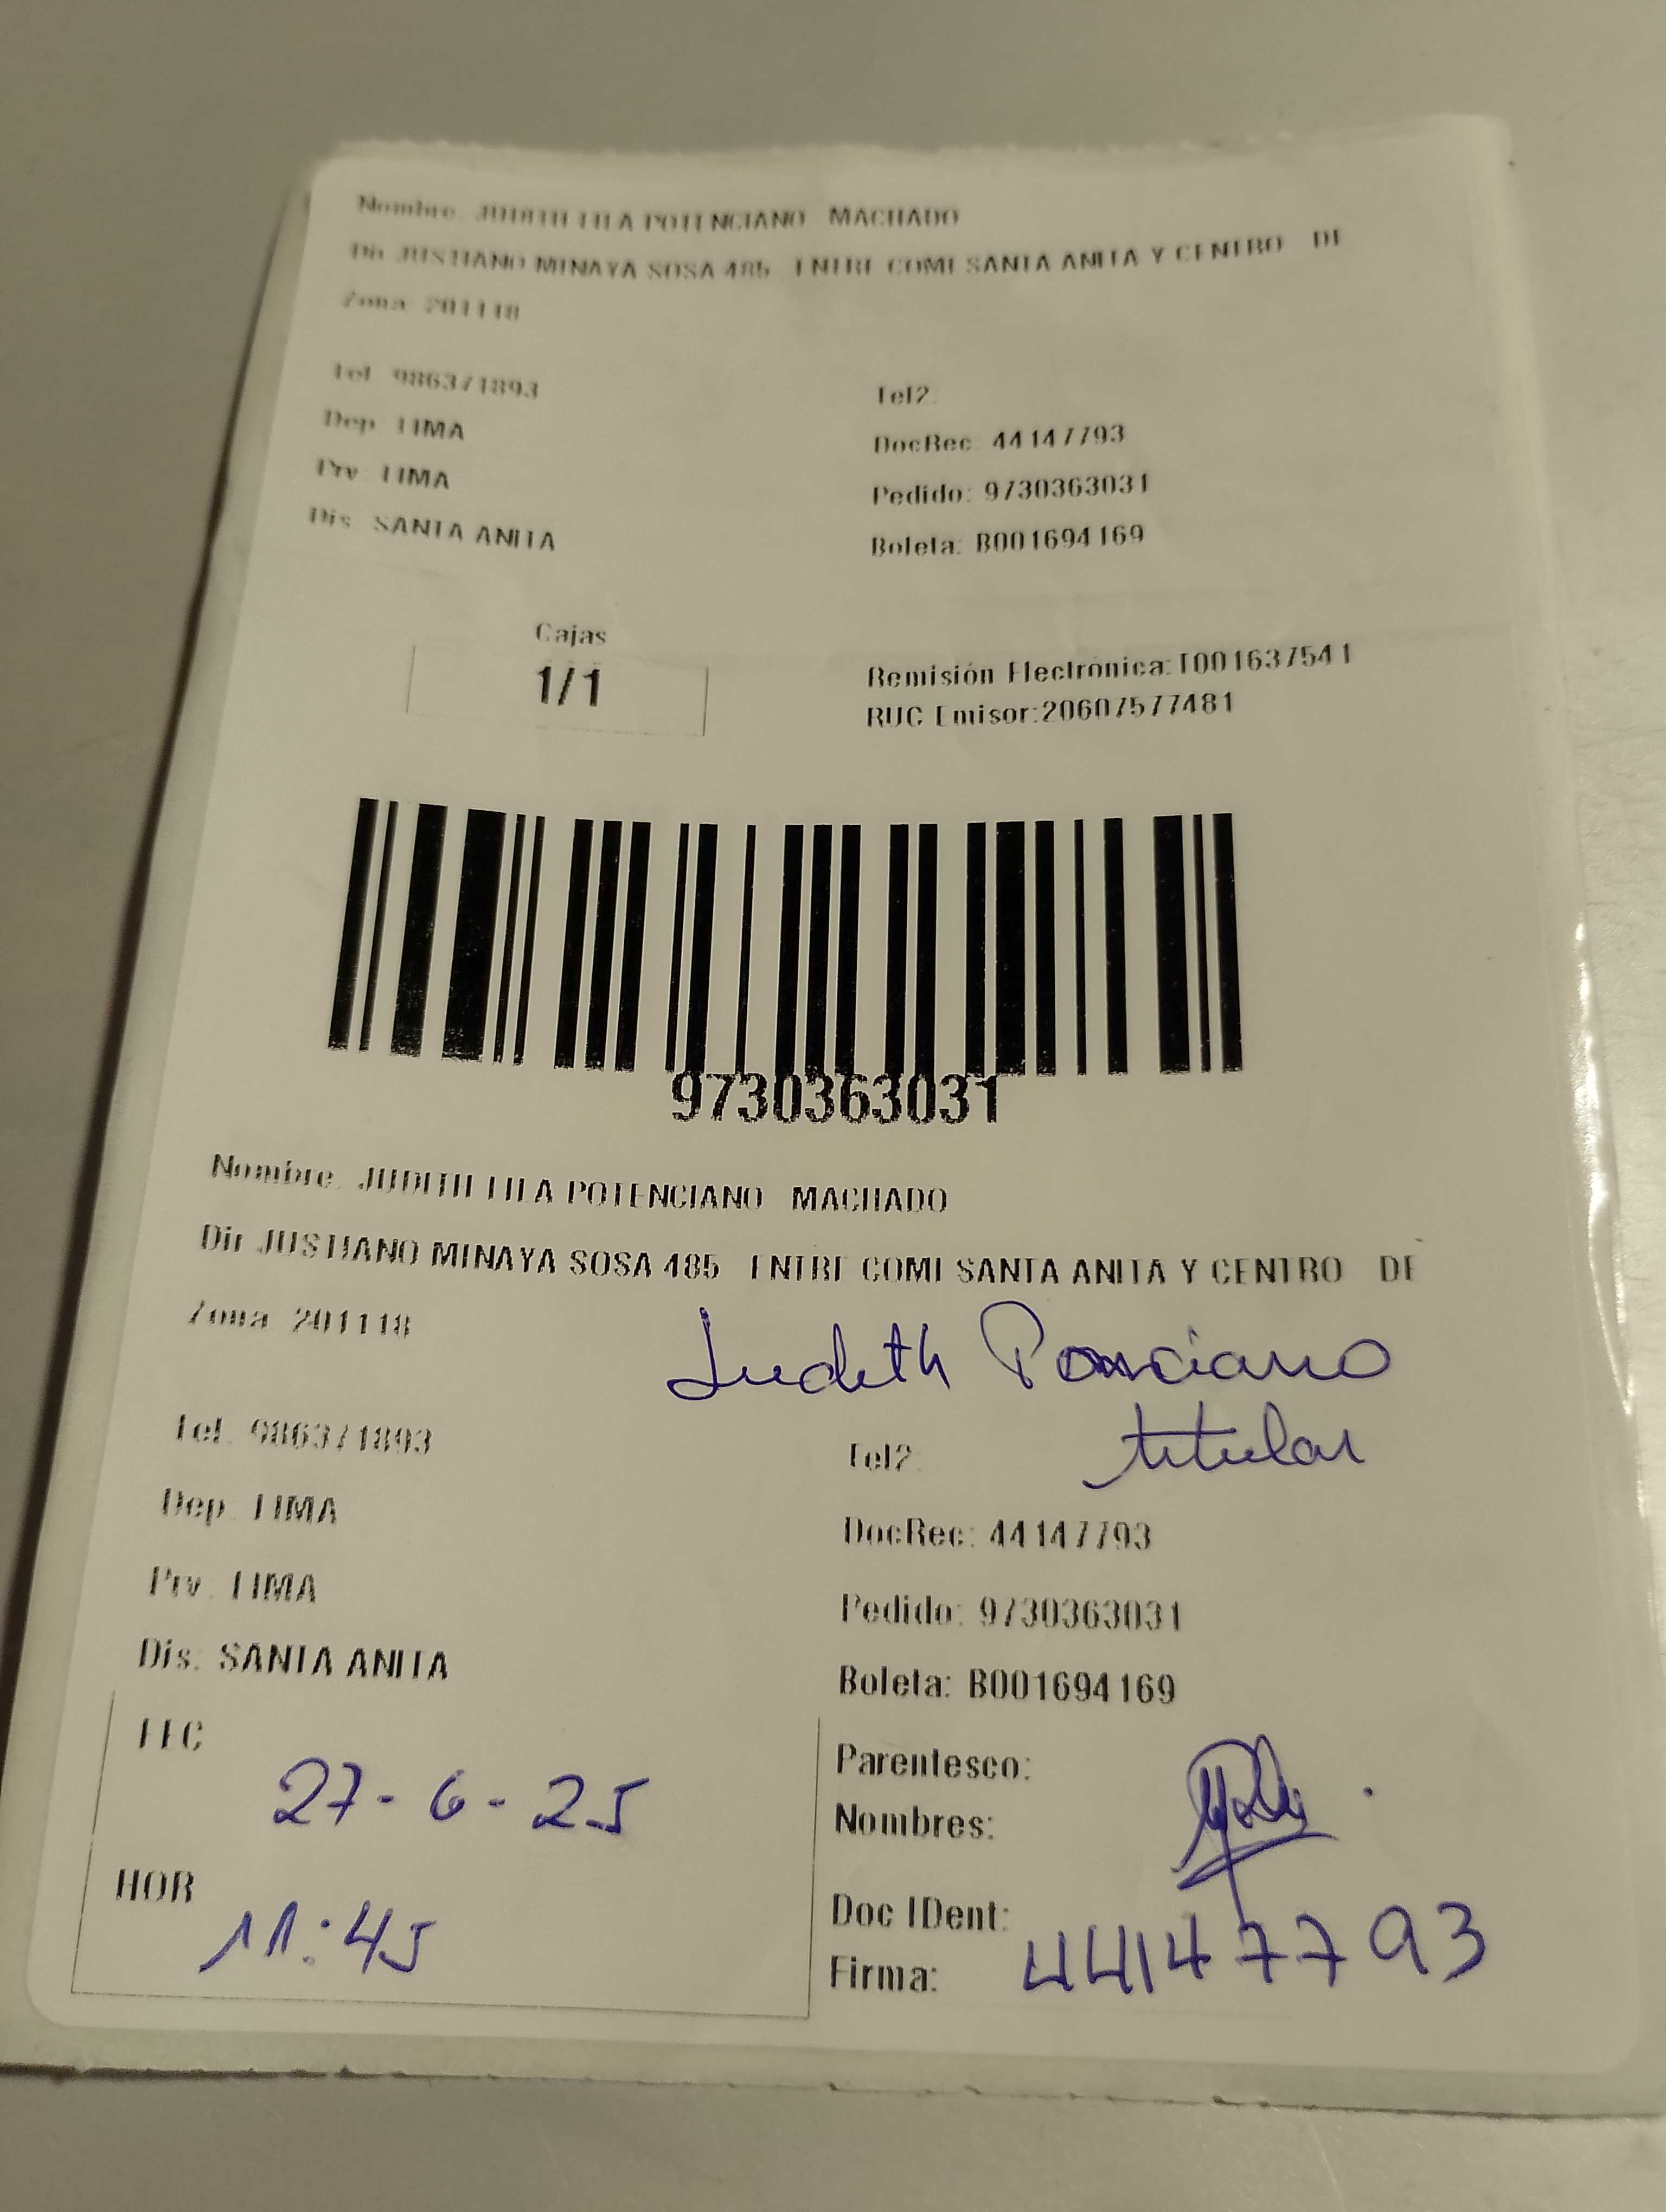 Nombre: JUDITH LILA POTENCIANO MACHADO
Dir JUSTIANO MINAYA SOSA 485 ENTRE COMI SANTA ANITA Y CENTRO DE
Zona: 201118
Tel: 986371893
Tel2:
Dep: LIMA
DocRec: 44147793
Prv: LIMA
Pedido: 9730363031
Dis: SANTA ANITA
Boleta: B001694169
Cajas
1/1
Remisión Electrónica:T001637541
RUC Emisor:20607577481
9730363031
Nombre: JUDITH LILA POTENCIANO MACHADO
Dir JUSTIANO MINAYA SOSA 485 ENTRE COMI SANTA ANITA Y CENTRO DE
Zona: 201118
Judith Ponciano
titular
Tel: 986371893
Tel2:
Dep: LIMA
DocRec: 44147793
Prv: LIMA
Pedido: 9730363031
Dis: SANTA ANITA
Boleta: B001694169
FEC
27-6-25
Parentesco:
Nombres:
HOR
11:45
Doc IDent:
Firma:
44147793